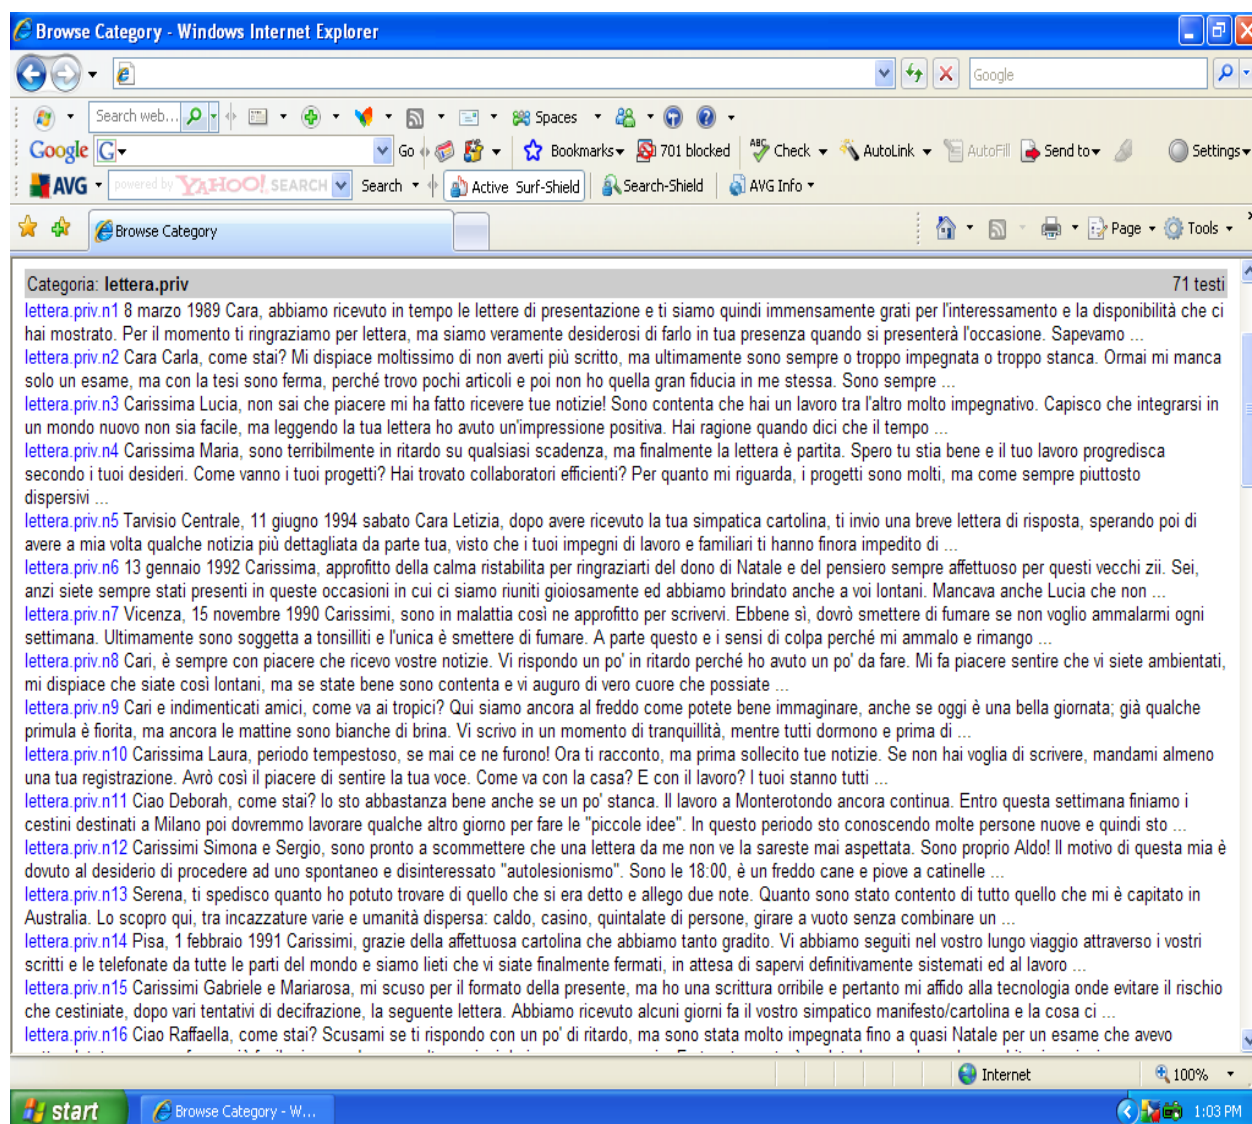 Browse Category - Windows Internet Explorer
Google
Search web...
Spaces
Google
G
Go
Bookmarks
701 blocked
ABC
Check
AutoLink
AutoFill
Send to
Settings
AVG
powered by YAHOO! SEARCH
Search
Active Surf-Shield
Search-Shield
AVG Info
Browse Category
Page
Tools
Categoria: lettera.priv 71 testi
lettera.priv.n1 8 marzo 1989 Cara, abbiamo ricevuto in tempo le lettere di presentazione e ti siamo quindi immensamente grati per l'interessamento e la disponibilità che ci
hai mostrato. Per il momento ti ringraziamo per lettera, ma siamo veramente desiderosi di farlo in tua presenza quando si presenterà l'occasione. Sapevamo ...
lettera.priv.n2 Cara Carla, come stai? Mi dispiace moltissimo di non averti più scritto, ma ultimamente sono sempre o troppo impegnata o troppo stanca. Ormai mi manca
solo un esame, ma con la tesi sono ferma, perché trovo pochi articoli e poi non ho quella gran fiducia in me stessa. Sono sempre ...
lettera.priv.n3 Carissima Lucia, non sai che piacere mi ha fatto ricevere tue notizie! Sono contenta che hai un lavoro tra l'altro molto impegnativo. Capisco che integrarsi in
un mondo nuovo non sia facile, ma leggendo la tua lettera ho avuto un'impressione positiva. Hai ragione quando dici che il tempo ...
lettera.priv.n4 Carissima Maria, sono terribilmente in ritardo su qualsiasi scadenza, ma finalmente la lettera è partita. Spero tu stia bene e il tuo lavoro progredisca
secondo i tuoi desideri. Come vanno i tuoi progetti? Hai trovato collaboratori efficienti? Per quanto mi riguarda, i progetti sono molti, ma come sempre piuttosto
dispersivi ...
lettera.priv.n5 Tarvisio Centrale, 11 giugno 1994 sabato Cara Letizia, dopo avere ricevuto la tua simpatica cartolina, ti invio una breve lettera di risposta, sperando poi di
avere a mia volta qualche notizia più dettagliata da parte tua, visto che i tuoi impegni di lavoro e familiari ti hanno finora impedito di ...
lettera.priv.n6 13 gennaio 1992 Carissima, approfitto della calma ristabilita per ringraziarti del dono di Natale e del pensiero sempre affettuoso per questi vecchi zii. Sei,
anzi siete sempre stati presenti in queste occasioni in cui ci siamo riuniti gioiosamente ed abbiamo brindato anche a voi lontani. Mancava anche Lucia che non ...
lettera.priv.n7 Vicenza, 15 novembre 1990 Carissimi, sono in malattia così ne approfitto per scrivervi. Ebbene sì, dovrò smettere di fumare se non voglio ammalarmi ogni
settimana. Ultimamente sono soggetta a tonsilliti e l'unica è smettere di fumare. A parte questo e i sensi di colpa perché mi ammalo e rimango ...
lettera.priv.n8 Cari, è sempre con piacere che ricevo vostre notizie. Vi rispondo un po' in ritardo perché ho avuto un po' da fare. Mi fa piacere sentire che vi siete ambientati,
mi dispiace che siate così lontani, ma se state bene sono contenta e vi auguro di vero cuore che possiate ...
lettera.priv.n9 Cari e indimenticati amici, come va ai tropici? Qui siamo ancora al freddo come potete bene immaginare, anche se oggi è una bella giornata; già qualche
primula è fiorita, ma ancora le mattine sono bianche di brina. Vi scrivo in un momento di tranquillità, mentre tutti dormono e prima di ...
lettera.priv.n10 Carissima Laura, periodo tempestoso, se mai ce ne furono! Ora ti racconto, ma prima sollecito tue notizie. Se non hai voglia di scrivere, mandami almeno
una tua registrazione. Avrò così il piacere di sentire la tua voce. Come va con la casa? E con il lavoro? I tuoi stanno tutti ...
lettera.priv.n11 Ciao Deborah, come stai? Io sto abbastanza bene anche se un po' stanca. Il lavoro a Monterotondo ancora continua. Entro questa settimana finiamo i
cestini destinati a Milano poi dovremmo lavorare qualche altro giorno per fare le "piccole idee". In questo periodo sto conoscendo molte persone nuove e quindi sto ...
lettera.priv.n12 Carissimi Simona e Sergio, sono pronto a scommettere che una lettera da me non ve la sareste mai aspettata. Sono proprio Aldo! Il motivo di questa mia è
dovuto al desiderio di procedere ad uno spontaneo e disinteressato "autolesionismo". Sono le 18:00, è un freddo cane e piove a catinelle ...
lettera.priv.n13 Serena, ti spedisco quanto ho potuto trovare di quello che si era detto e allego due note. Quanto sono stato contento di tutto quello che mi è capitato in
Australia. Lo scopro qui, tra incazzature varie e umanità dispersa: caldo, casino, quintalate di persone, girare a vuoto senza combinare un ...
lettera.priv.n14 Pisa, 1 febbraio 1991 Carissimi, grazie della affettuosa cartolina che abbiamo tanto gradito. Vi abbiamo seguiti nel vostro lungo viaggio attraverso i vostri
scritti e le telefonate da tutte le parti del mondo e siamo lieti che vi siate finalmente fermati, in attesa di sapervi definitivamente sistemati ed al lavoro ...
lettera.priv.n15 Carissimi Gabriele e Mariarosa, mi scuso per il formato della presente, ma ho una scrittura orribile e pertanto mi affido alla tecnologia onde evitare il rischio
che cestiniate, dopo vari tentativi di decifrazione, la seguente lettera. Abbiamo ricevuto alcuni giorni fa il vostro simpatico manifesto/cartolina e la cosa ci ...
lettera.priv.n16 Ciao Raffaella, come stai? Scusami se ti rispondo con un po' di ritardo, ma sono stata molto impegnata fino a quasi Natale per un esame che avevo
Internet
100%
start
Browse Category - W...
1:03 PM